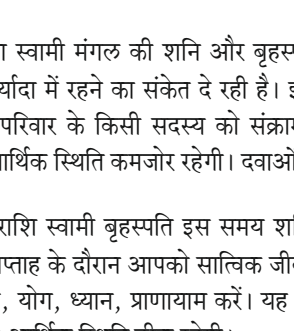 स्वामी मंगल की शनि और बृहस्प
र्यादा में रहने का संकेत दे रही है।
परिवार के किसी सदस्य को संक्राम
आर्थिक स्थिति कमजोर रहेगी। दवाओ
राशि स्वामी बृहस्पति इस समय श
प्ताह के दौरान आपको सात्विक जी
, योग, ध्यान, प्राणायाम करें। यह